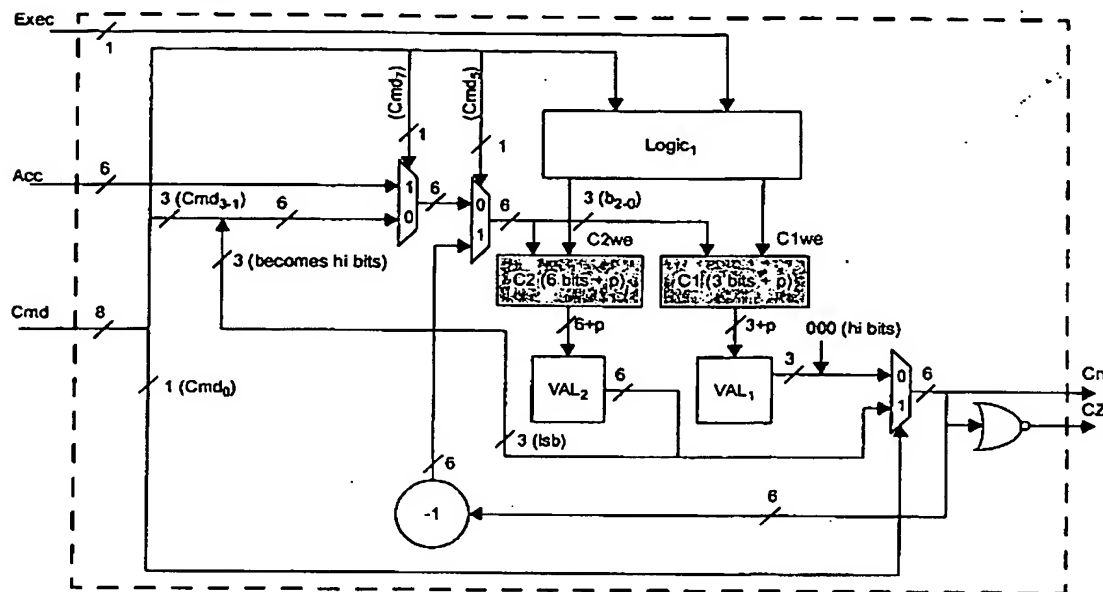 Exec
1
(Cmd7)
(Cmd5)
1
1
Logic1
Acc
6
1
0
6
0
1
6
3 (Cmd3-1)
6
3 (b2-0)
C2we
C1we
3 (becomes hi bits)
C2 (6 bits + p)
C1 (3 bits + p)
Cmd
8
6+p
3+p
000 (hi bits)
1 (Cmd0)
VAL2
6
VAL1
3
0
1
6
Cn
CZ
3 (lsb)
6
-1
6